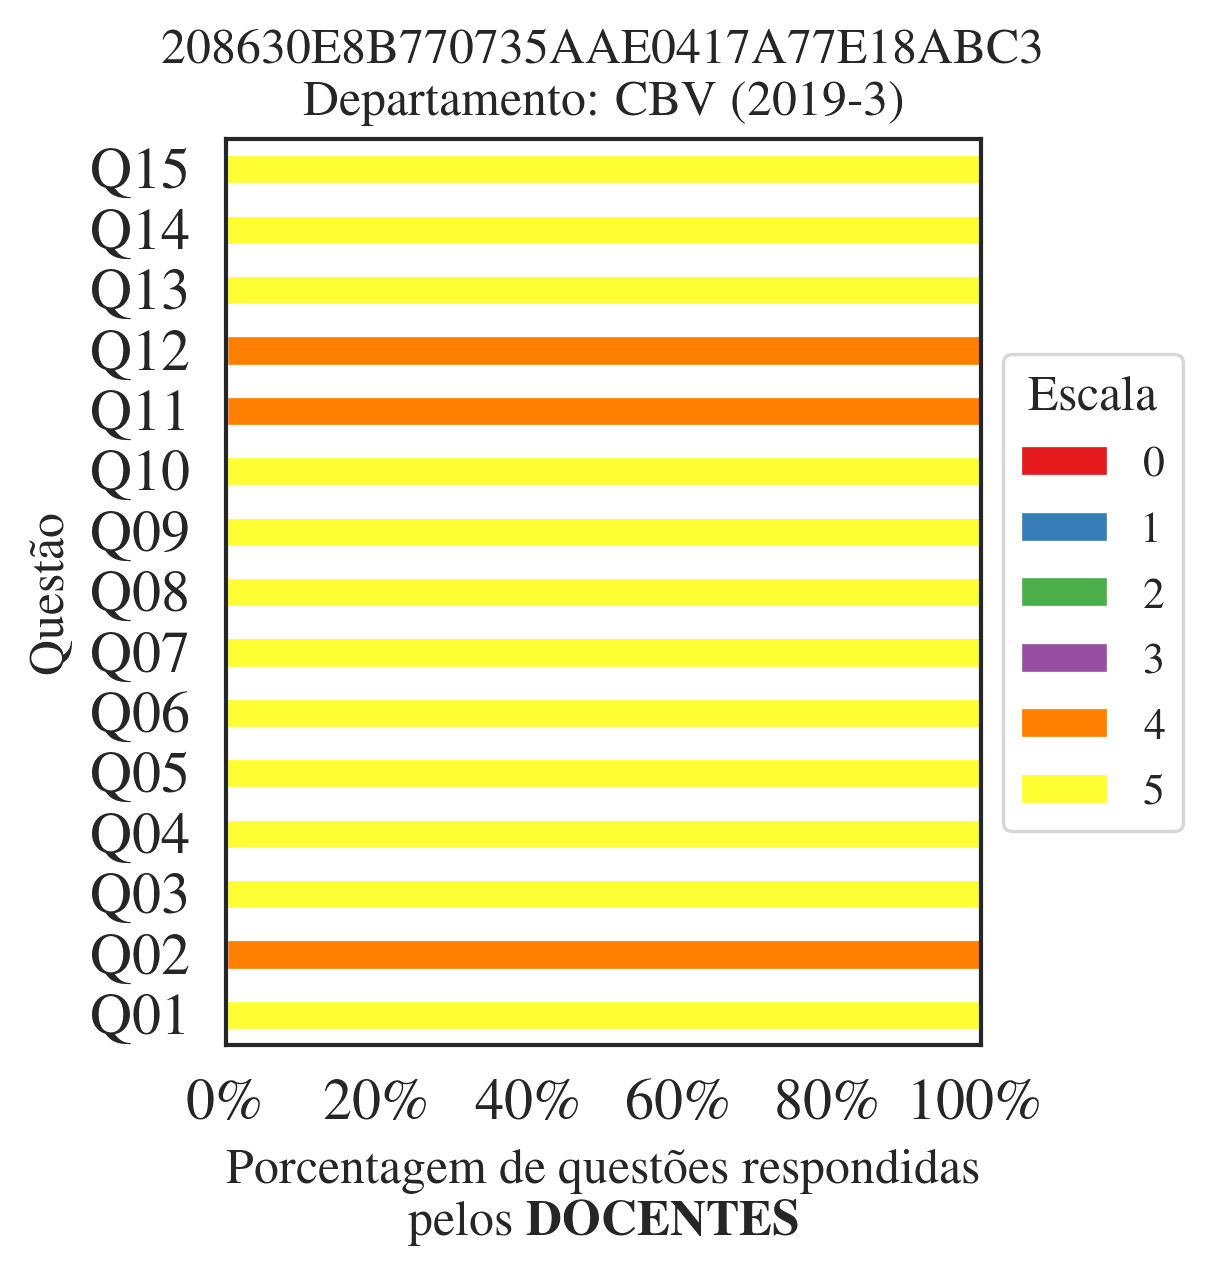 208630E8B770735AAE0417A77E18ABC3
Departamento: CBV (2019-3)
Q15
Q14
Q13
Q12
Q11
Q10
Q09
Q08
Q07
Q06
Q05
Q04
Q03
Q02
Q01
Questão
0% 20% 40% 60% 80% 100%
Porcentagem de questões respondidas
pelos DOCENTES
Escala
0
1
2
3
4
5